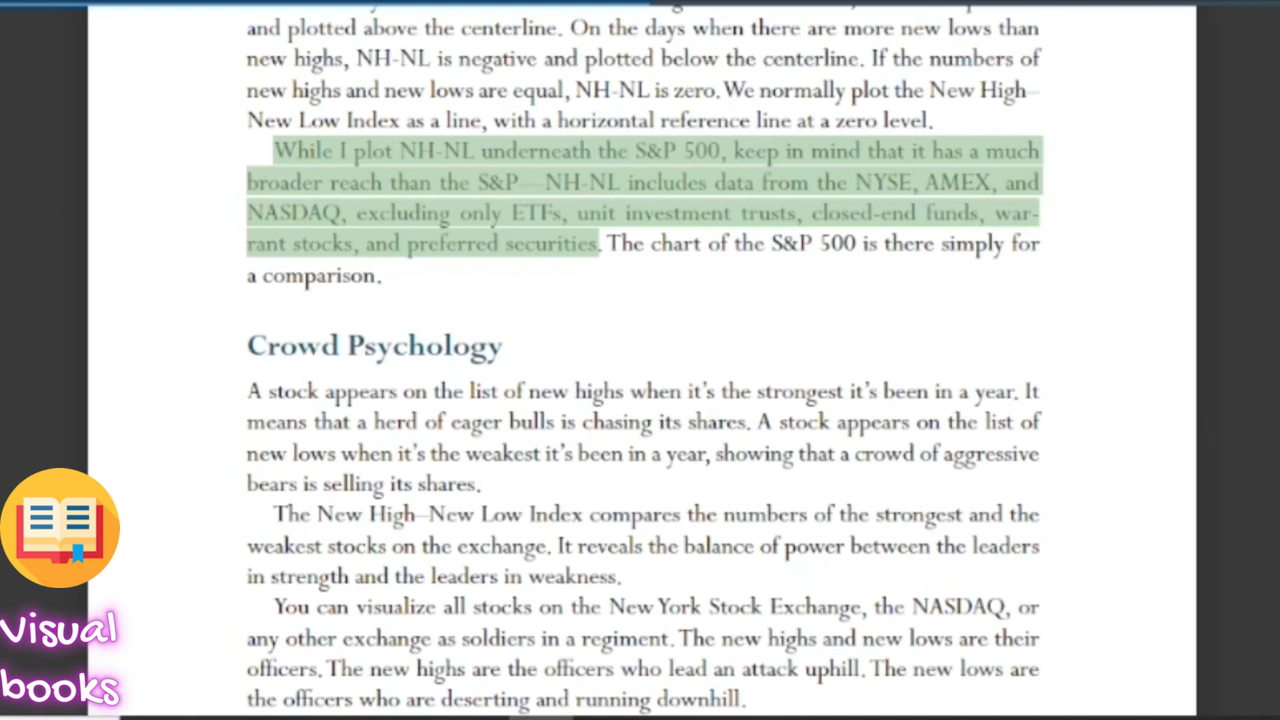 and plotted above the centerline. On the days when there are more new lows than
new highs, NH-NL is negative and plotted below the centerline. If the numbers of
new highs and new lows are equal, NH-NL is zero. We normally plot the New High–
New Low Index as a line, with a horizontal reference line at a zero level.
While I plot NH-NL underneath the S&P 500, keep in mind that it has a much
broader reach than the S&P—NH-NL includes data from the NYSE, AMEX, and
NASDAQ, excluding only ETFs, unit investment trusts, closed-end funds, war-
rant stocks, and preferred securities. The chart of the S&P 500 is there simply for
a comparison.
Crowd Psychology
A stock appears on the list of new highs when it's the strongest it's been in a year. It
means that a herd of eager bulls is chasing its shares. A stock appears on the list of
new lows when it's the weakest it's been in a year, showing that a crowd of aggressive
bears is selling its shares.
The New High–New Low Index compares the numbers of the strongest and the
weakest stocks on the exchange. It reveals the balance of power between the leaders
in strength and the leaders in weakness.
You can visualize all stocks on the New York Stock Exchange, the NASDAQ, or
any other exchange as soldiers in a regiment. The new highs and new lows are their
officers. The new highs are the officers who lead an attack uphill. The new lows are
the officers who are deserting and running downhill.
Visual
books